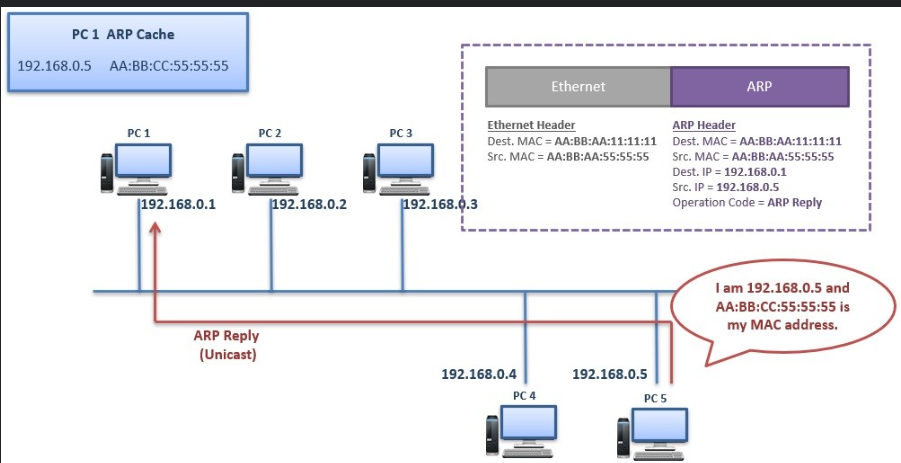 PC 1 ARP Cache
192.168.0.5 AA:BB:CC:55:55:55
Ethernet
ARP
Ethernet Header
Dest. MAC = AA:BB:AA:11:11:11
Src. MAC = AA:BB:AA:55:55:55
ARP Header
Dest. MAC = AA:BB:AA:11:11:11
Src. MAC = AA:BB:AA:55:55:55
Dest. IP = 192.168.0.1
Src. IP = 192.168.0.5
Operation Code = ARP Reply
PC 1
PC 2
PC 3
192.168.0.1
192.168.0.2
192.168.0.3
I am 192.168.0.5 and
AA:BB:CC:55:55:55 is
my MAC address.
ARP Reply
(Unicast)
192.168.0.4
192.168.0.5
PC 4
PC 5